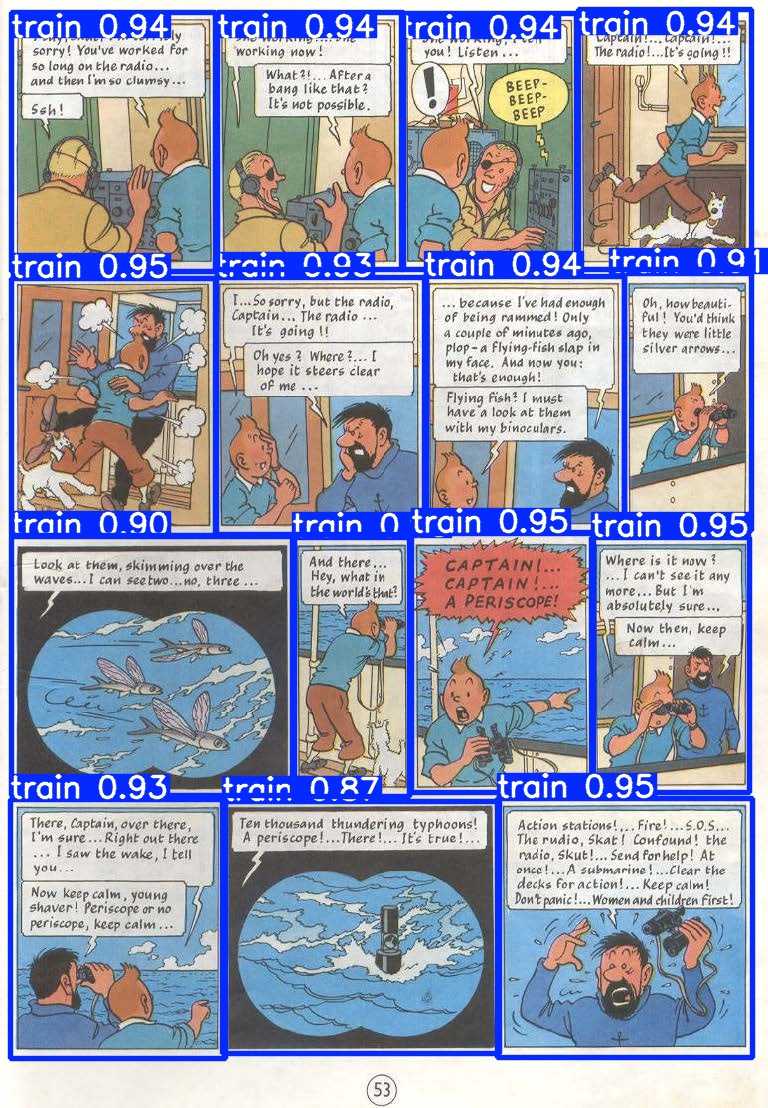 train 0.94
train 0.94
train 0.94
train 0.94
sorry! You've worked for
so long on the radio...
and then I'm so clumsy...
Ssh!
working now!
What?!... After a
bang like that?
It's not possible.
you! Listen...
!
BEEP-
BEEP-
BEEP
Captain!... Captain!...
The radio!...It's going!!
train 0.95
train 0.93
train 0.94
train 0.91
I...So sorry, but the radio,
Captain... The radio ...
It's going!!
Oh yes? Where?... I
hope it steers clear
of me ...
... because I've had enough
of being rammed! Only
a couple of minutes ago,
plop - a flying-fish slap in
my face. And now you:
that's enough!
Flying fish? I must
have a look at them
with my binoculars.
Oh, how beauti-
ful! You'd think
they were little
silver arrows...
train 0.90
train 0
train 0.95
train 0.95
Look at them, skimming over the
waves... I can see two... no, three ...
And there...
Hey, what in
the world's that?
CAPTAIN!...
CAPTAIN!...
A PERISCOPE!
Where is it now?
... I can't see it any
more... But I'm
absolutely sure...
Now then, keep
calm...
train 0.93
train 0.87
train 0.95
There, Captain, over there,
I'm sure... Right out there
... I saw the wake, I tell
you...
Now keep calm, young
shaver! Periscope or no
periscope, keep calm...
Ten thousand thundering typhoons!
A periscope!...There!... It's true!...
Action stations!... Fire!...S.O.S...
The rudio, Skat! Confound! the
radio, Skut!... Send for help! At
once!... A submarine!...Clear the
decks for action!... Keep calm!
Don't panic!...Women and children first!
53